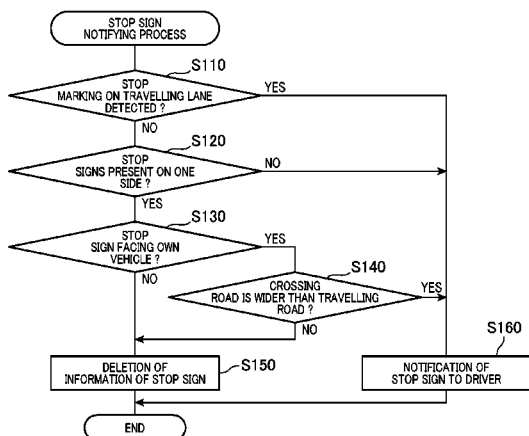 STOP SIGN
NOTIFYING PROCESS
S110
STOP
MARKING ON TRAVELLING LANE
DETECTED ?
YES
NO
S120
STOP
SIGNS PRESENT ON ONE
SIDE ?
NO
YES
S130
STOP
SIGN FACING OWN
VEHICLE ?
YES
NO
S140
CROSSING
ROAD IS WIDER THAN TRAVELLING
ROAD ?
YES
NO
S150
DELETION OF
INFORMATION OF STOP SIGN
S160
NOTIFICATION OF
STOP SIGN TO DRIVER
END